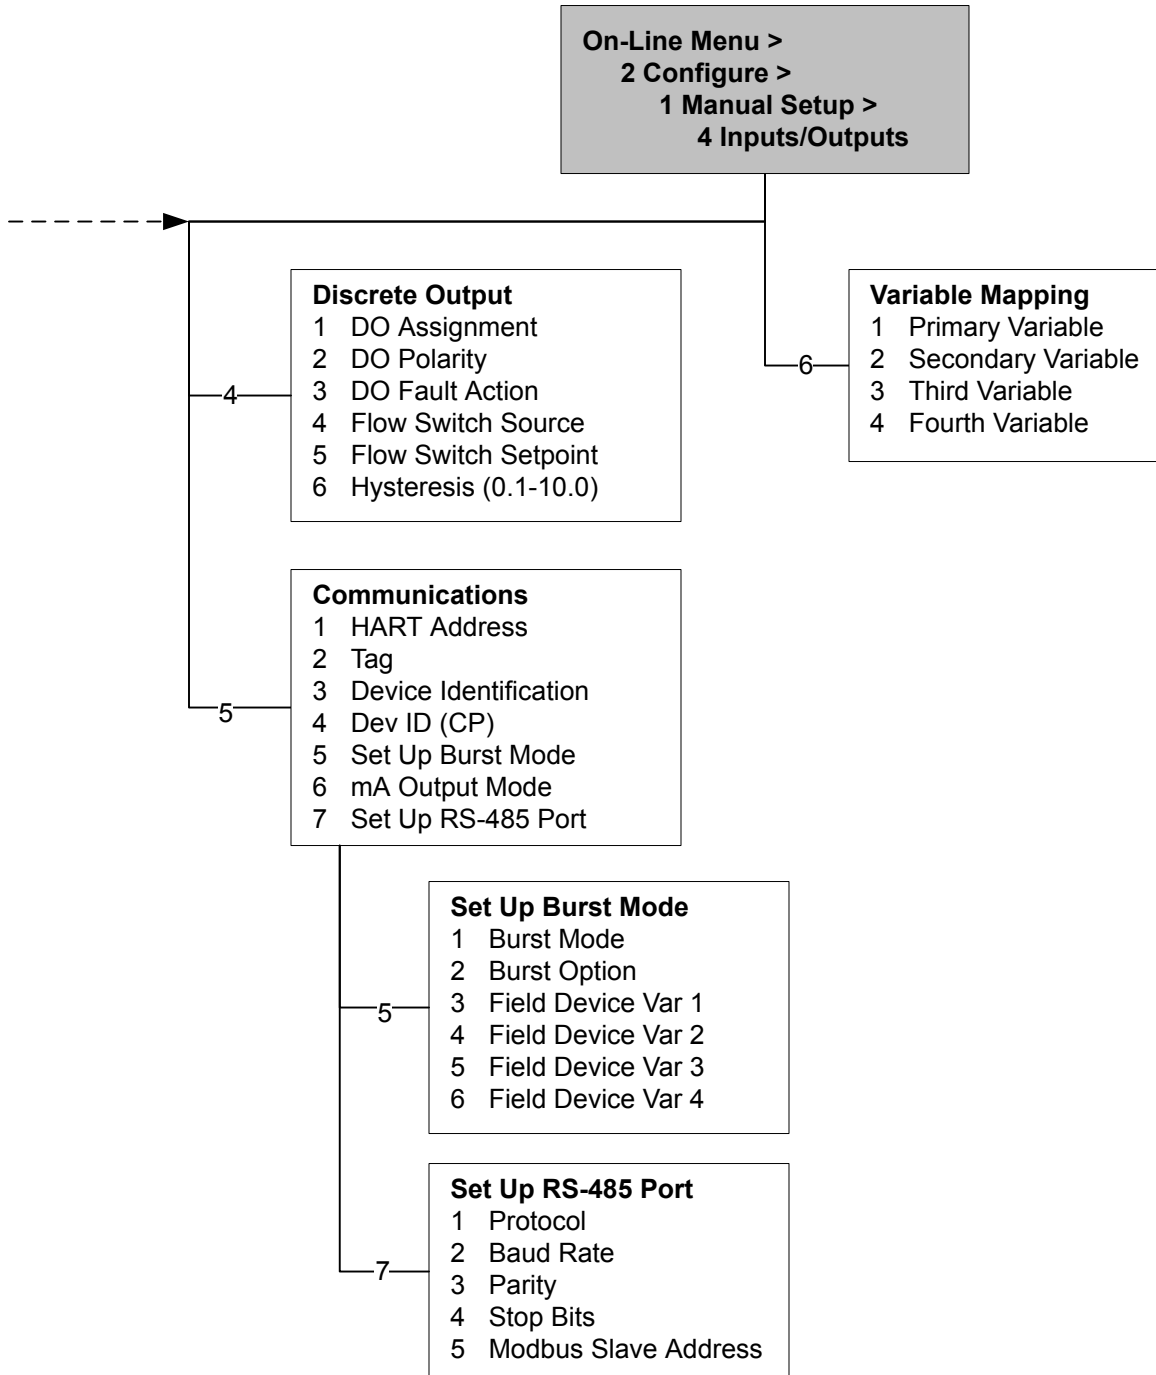 On-Line Menu >
2 Configure >
1 Manual Setup >
4 Inputs/Outputs
Discrete Output
1 DO Assignment
2 DO Polarity
3 DO Fault Action
4 Flow Switch Source
5 Flow Switch Setpoint
6 Hysteresis (0.1-10.0)
4
Variable Mapping
1 Primary Variable
2 Secondary Variable
3 Third Variable
4 Fourth Variable
6
Communications
1 HART Address
2 Tag
3 Device Identification
4 Dev ID (CP)
5 Set Up Burst Mode
6 mA Output Mode
7 Set Up RS-485 Port
5
Set Up Burst Mode
1 Burst Mode
2 Burst Option
3 Field Device Var 1
4 Field Device Var 2
5 Field Device Var 3
6 Field Device Var 4
5
Set Up RS-485 Port
1 Protocol
2 Baud Rate
3 Parity
4 Stop Bits
5 Modbus Slave Address
7